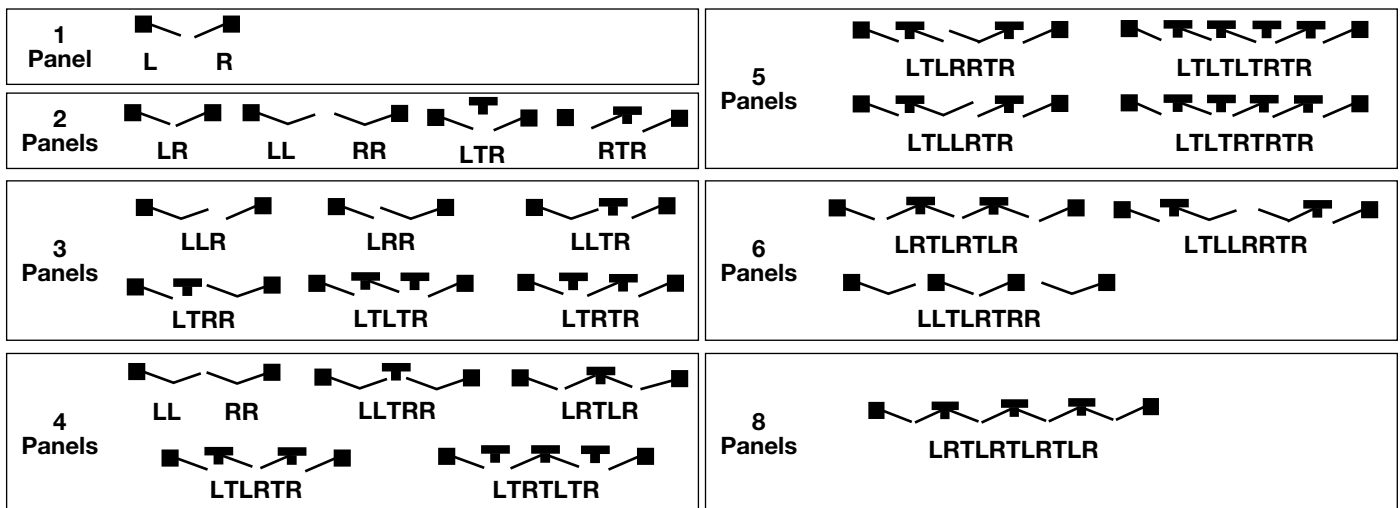 1
Panel
L R
2
Panels
LR LL RR LTR RTR
3
Panels
LLR LRR LLTR
LTRR LTLTR LTRTR
4
Panels
LL RR LLTRR LRTLR
LTLRTR LTRTLTR
5
Panels
LTLRRTR LTLTLTRTR
LTLLRTR LTLTRTRTR
6
Panels
LRTLRTLR LTLLRRTR
LLTLRTRR
8
Panels
LRTLRTLRTLR